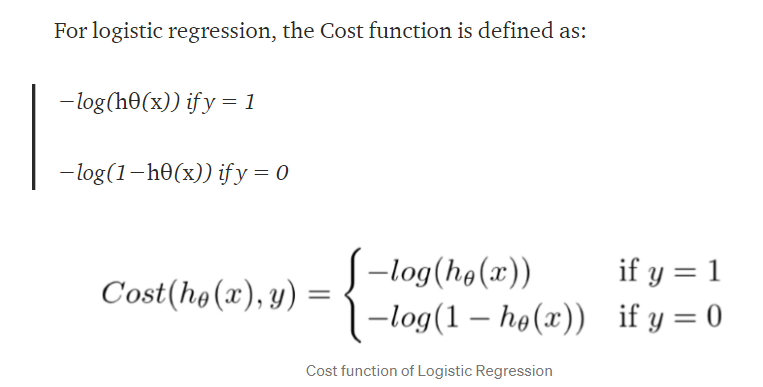 For logistic regression, the Cost function is defined as:
−log(hθ(x)) if y = 1
−log(1−hθ(x)) if y = 0
Cost(hθ(x), y) = { −log(hθ(x)) if y = 1
−log(1 − hθ(x)) if y = 0
Cost function of Logistic Regression